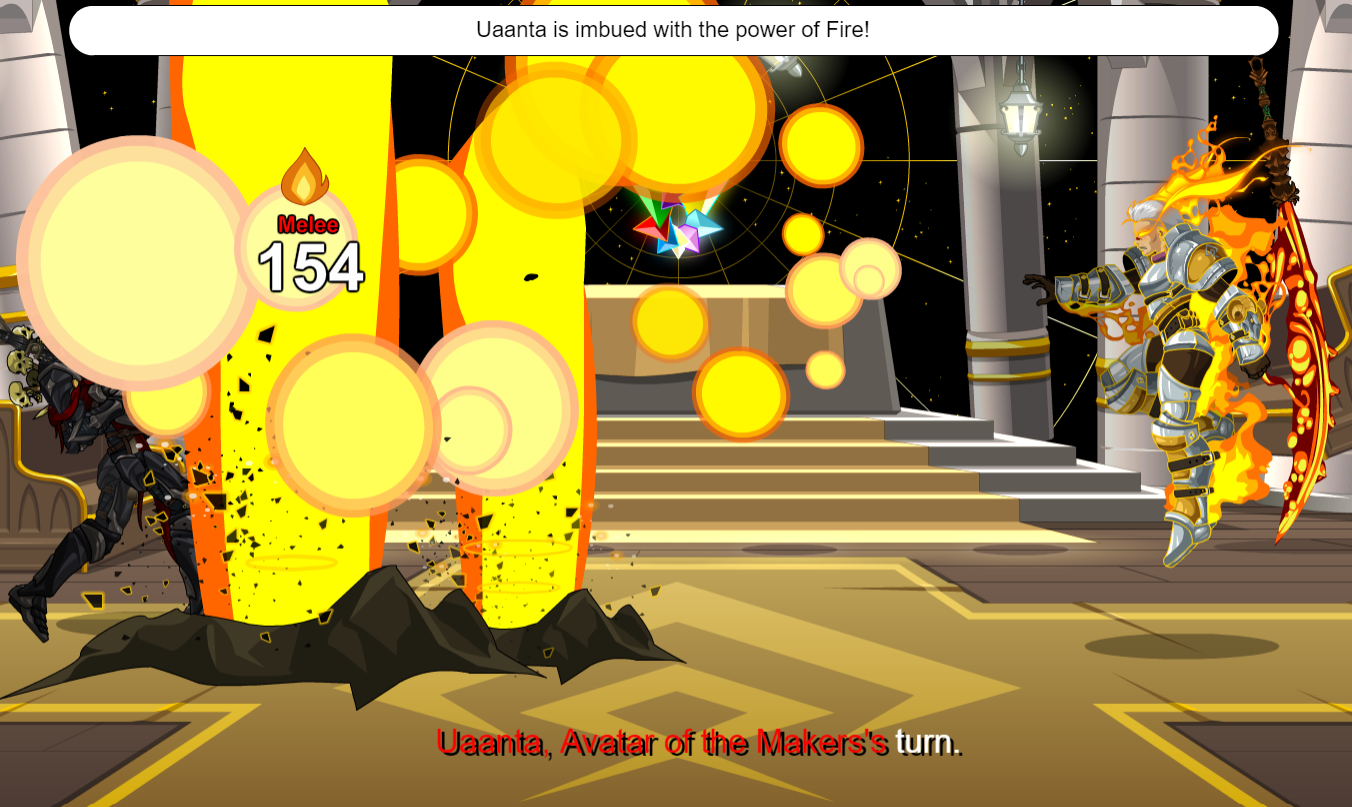 Uaanta is imbued with the power of Fire!
Melee
154
Uaanta, Avatar of the Makers's turn.